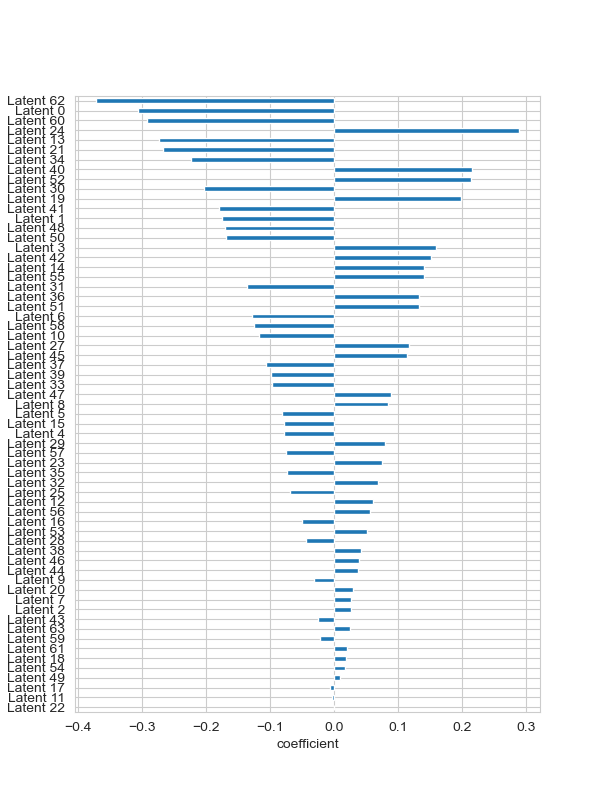 Latent 62
Latent 0
Latent 60
Latent 24
Latent 13
Latent 21
Latent 34
Latent 40
Latent 52
Latent 30
Latent 19
Latent 41
Latent 1
Latent 48
Latent 50
Latent 3
Latent 42
Latent 14
Latent 55
Latent 31
Latent 36
Latent 51
Latent 6
Latent 58
Latent 10
Latent 27
Latent 45
Latent 37
Latent 39
Latent 33
Latent 47
Latent 8
Latent 5
Latent 15
Latent 4
Latent 29
Latent 57
Latent 23
Latent 35
Latent 32
Latent 25
Latent 12
Latent 56
Latent 16
Latent 53
Latent 28
Latent 38
Latent 46
Latent 44
Latent 9
Latent 20
Latent 7
Latent 2
Latent 43
Latent 63
Latent 59
Latent 61
Latent 18
Latent 54
Latent 49
Latent 17
Latent 11
Latent 22
−0.4 −0.3 −0.2 −0.1 0.0 0.1 0.2 0.3
coefficient